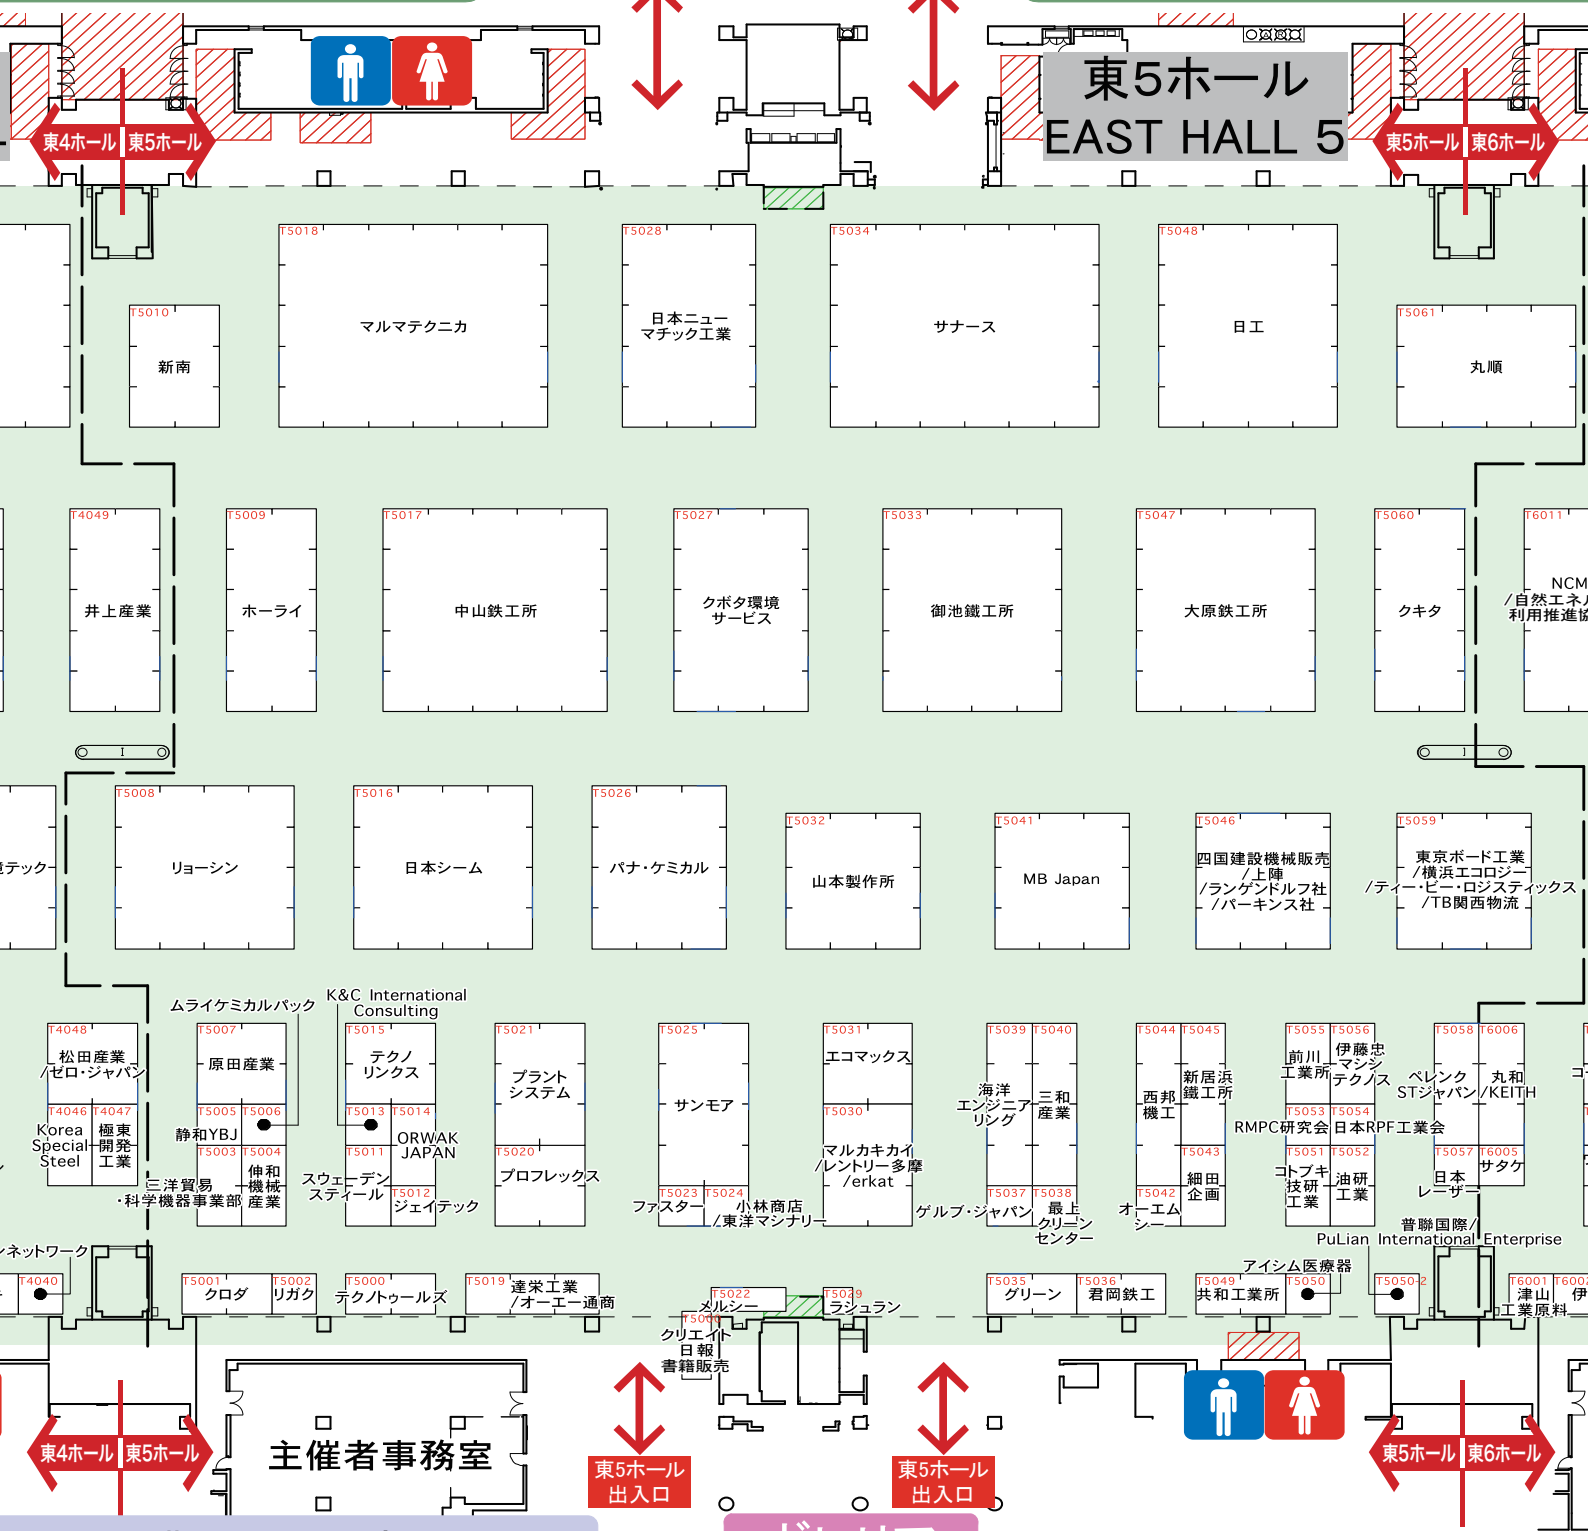 東5ホール
EAST HALL 5
東4ホール 東5ホール
東5ホール 東6ホール
T5018
マルマテクニカ
T5028
日本ニュー
マチック工業
T5034
サナース
T5048
日工
T5010
新南
T5061
丸順
T4049
井上産業
T5009
ホーライ
T5017
中山鉄工所
T5027
クボタ環境
サービス
T5033
御池鐵工所
T5047
大原鉄工所
T5060
クキタ
T6011
NCM
/自然エネル
利用推進協
テック
T5008
リョーシン
T5016
日本シーム
T5026
パナ・ケミカル
T5032
山本製作所
T5041
MB Japan
T5046
四国建設機械販売
/上陣
/ランゲンドルフ社
/パーキンス社
T5059
東京ボード工業
/横浜エコロジー
/ティー・ビー・ロジスティックス
/TB関西物流
ムライケミカルパック
K&C International
Consulting
T4048
松田産業
/ゼロ・ジャパン
T4046
Korea
Special
Steel
T4047
極東
開発
工業
T5007
原田産業
T5005
静和YBJ
T5006
T5003
三洋貿易
・科学機器事業部
T5004
伸和
機械
産業
T5015
テクノ
リンクス
T5013
T5014
ORWAK
JAPAN
T5011
スウェーデン
スティール
T5012
ジェイテック
T5021
プラント
システム
T5020
プロフレックス
T5025
サンモア
T5023
ファスター
T5024
小林商店
/東洋マシナリー
T5031
エコマックス
T5030
マルカキカイ
/レントリー多摩
/erkat
T5039
海洋
エンジニア
リング
T5040
三和
産業
T5037
ゲルブ・ジャパン
T5038
最上
クリーン
センター
T5044
西邦
機工
T5045
新居浜
鐵工所
T5043
細田
企画
T5042
オーエム
シー
T5055
前川
工業所
T5056
伊藤忠
マシン
テクノス
T5053
RMPC研究会
T5054
日本RPF工業会
T5051
コトブキ
技研
工業
T5052
油研
工業
T5058
ペレンク
STジャパン
T6006
丸和
/KEITH
T5057
日本
レーザー
T6005
サタケ
普聯国際/
PuLian International Enterprise
アイシム医療器
ンネットワーク
T4040
T5001
クロダ
T5002
リガク
T5000
テクノトゥールズ
T5019
達栄工業
/オーエー通商
T5022
メルシー
T5029
ラシュラン
クリエイト
日報
書籍販売
T5035
グリーン
T5036
君岡鉄工
T5049
共和工業所
T5050
T5050-2
T6001
津山
工業原料
T6002
伊
東4ホール 東5ホール
主催者事務室
東5ホール
出入口
東5ホール
出入口
東5ホール 東6ホール